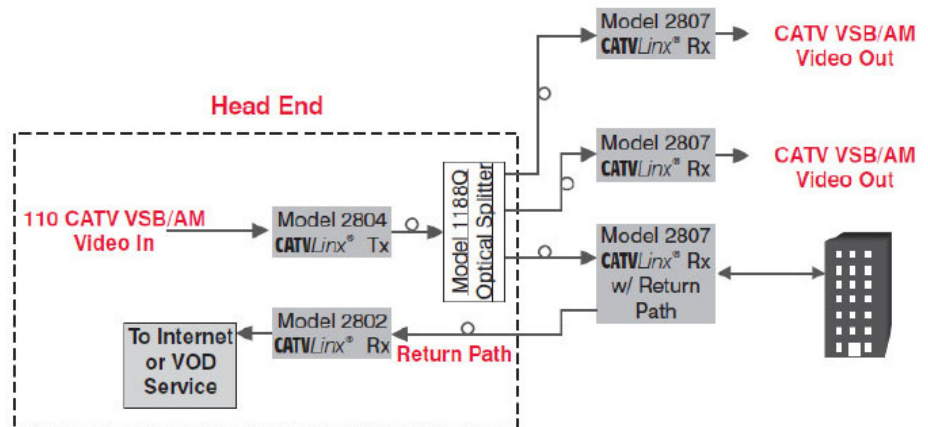 Model 2807
CATVLinx® Rx
CATV VSB/AM
Video Out
Head End
Model 2807
CATVLinx® Rx
CATV VSB/AM
Video Out
110 CATV VSB/AM
Video In
Model 2804
CATVLinx® Tx
Model 1188Q
Optical Splitter
Model 2807
CATVLinx® Rx
w/ Return
Path
Model 2802
CATVLinx® Rx
Return Path
To Internet
or VOD
Service